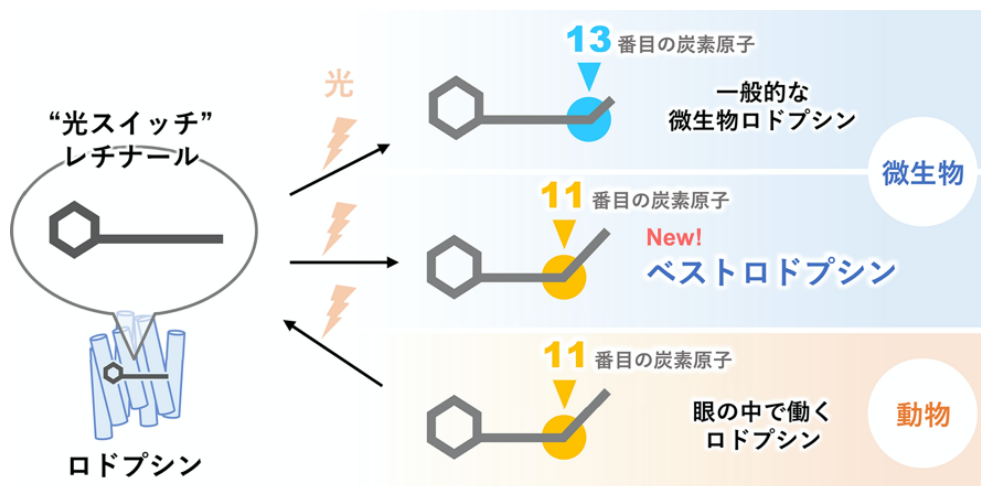 “光スイッチ”
レチナール
ロドプシン
光
13 番目の炭素原子
一般的な
微生物ロドプシン
微生物
11 番目の炭素原子
New!
ベストロドプシン
11 番目の炭素原子
眼の中で働く
ロドプシン
動物